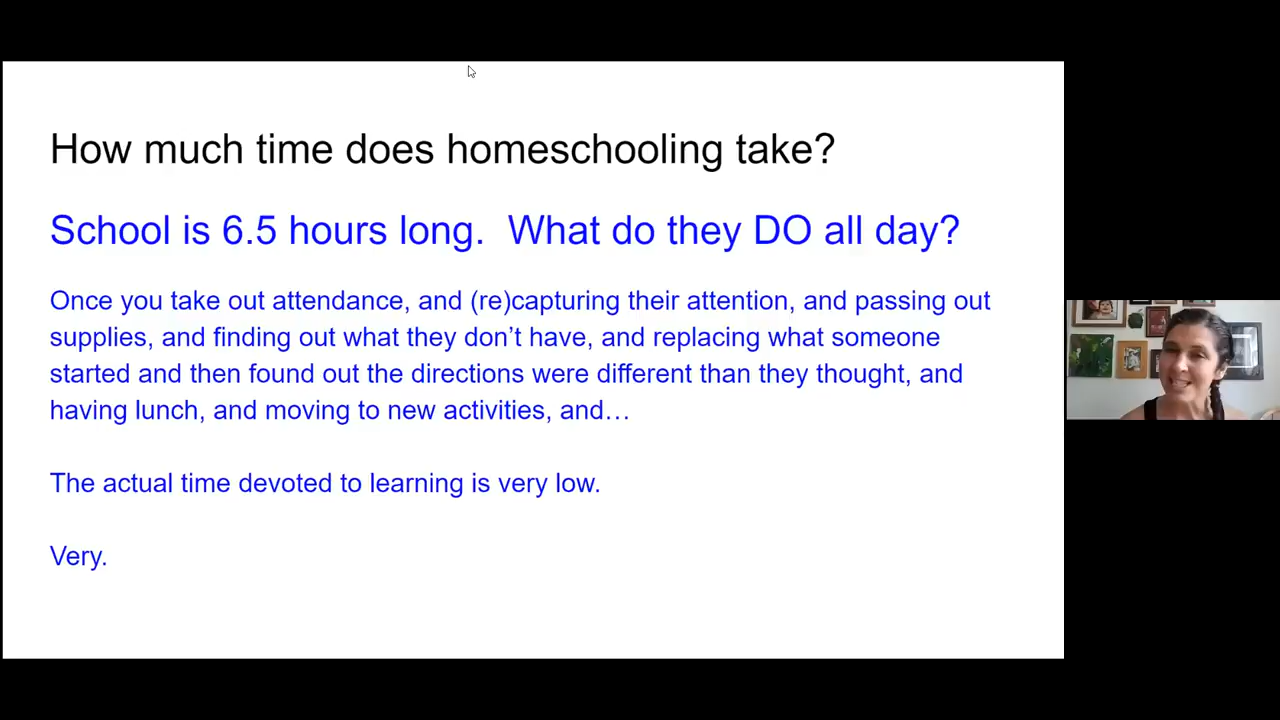 How much time does homeschooling take?
School is 6.5 hours long.  What do they DO all day?
Once you take out attendance, and (re)capturing their attention, and passing out
supplies, and finding out what they don’t have, and replacing what someone
started and then found out the directions were different than they thought, and
having lunch, and moving to new activities, and…
The actual time devoted to learning is very low.
Very.